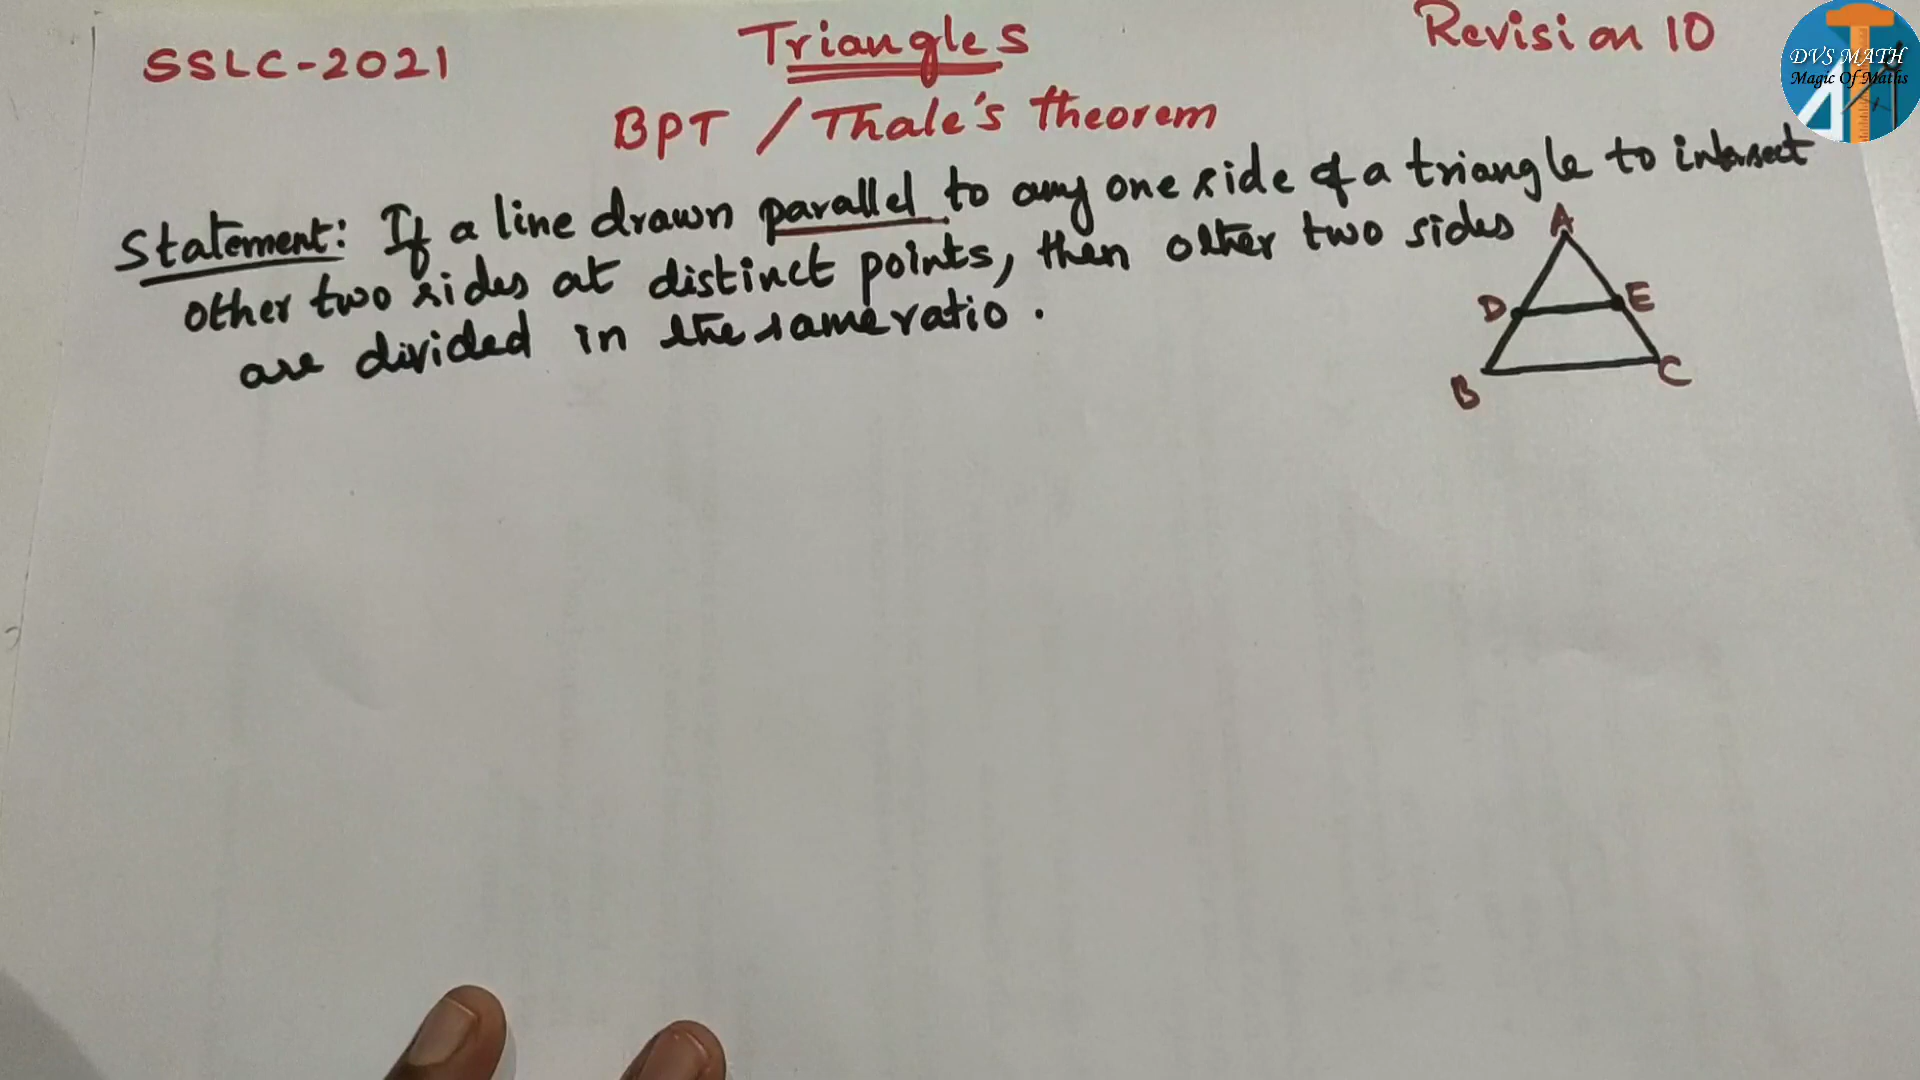 SSLC-2021
Triangles
Revision 10
DVS MATH
Magic Of Maths
BPT / Thale's theorem
Statement: If a line drawn parallel to any one side of a triangle to intersect
other two sides at distinct points, then other two sides
are divided in the same ratio.
A
D E
B C